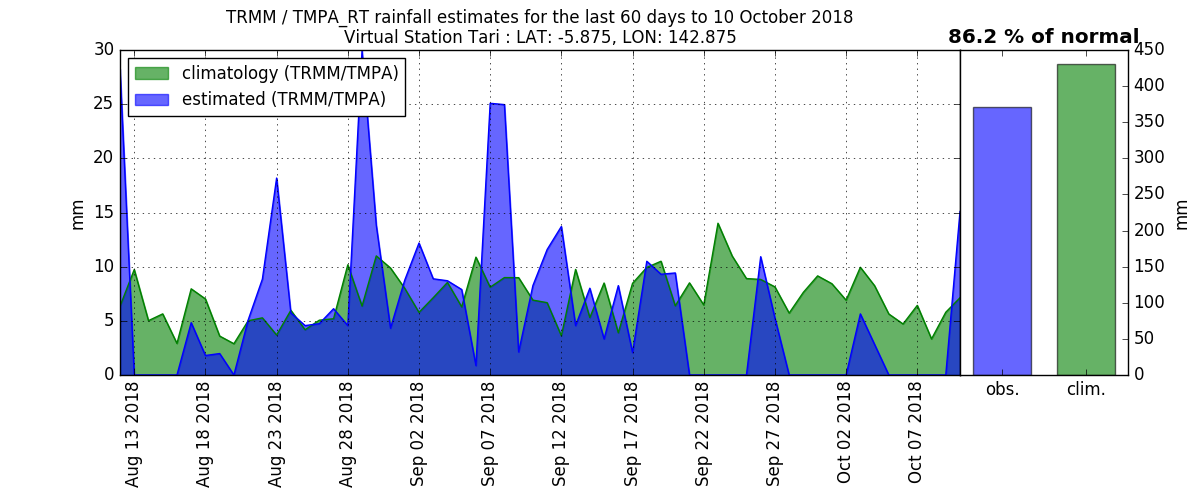 TRMM / TMPA_RT rainfall estimates for the last 60 days to 10 October 2018
Virtual Station Tari : LAT: -5.875, LON: 142.875
86.2 % of normal
climatology (TRMM/TMPA)
estimated (TRMM/TMPA)
30
25
20
15
10
5
0
mm
Aug 13 2018
Aug 18 2018
Aug 23 2018
Aug 28 2018
Sep 02 2018
Sep 07 2018
Sep 12 2018
Sep 17 2018
Sep 22 2018
Sep 27 2018
Oct 02 2018
Oct 07 2018
450
400
350
300
250
200
150
100
50
0
mm
obs.
clim.